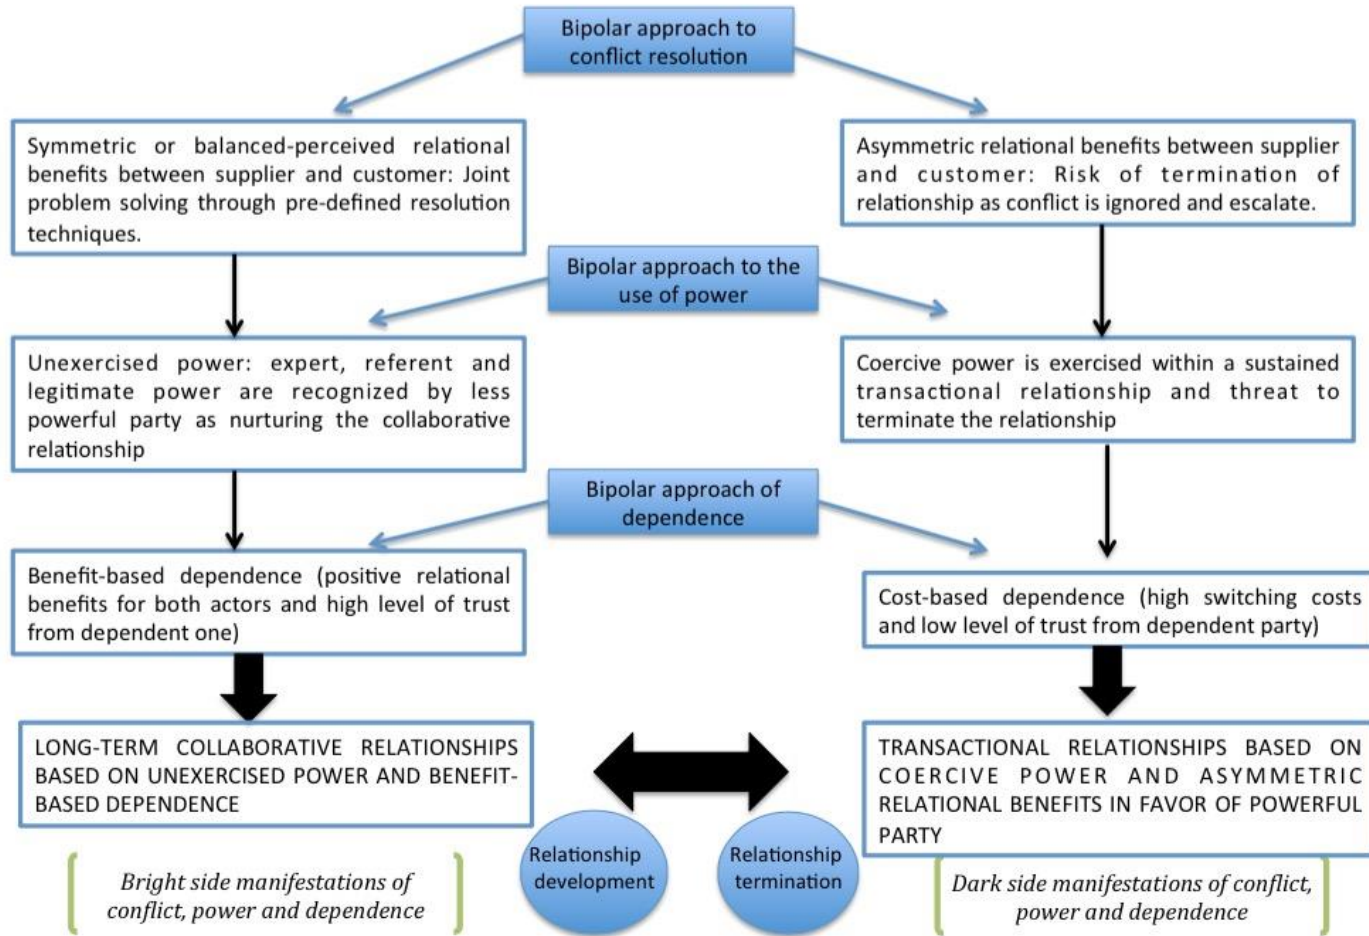 Bipolar approach to
conflict resolution
Symmetric or balanced-perceived relational
benefits between supplier and customer: Joint
problem solving through pre-defined resolution
techniques.
Asymmetric relational benefits between supplier
and customer: Risk of termination of
relationship as conflict is ignored and escalate.
Bipolar approach to the
use of power
Unexercised power: expert, referent and
legitimate power are recognized by less
powerful party as nurturing the collaborative
relationship
Coercive power is exercised within a sustained
transactional relationship and threat to
terminate the relationship
Bipolar approach of
dependence
Benefit-based dependence (positive relational
benefits for both actors and high level of trust
from dependent one)
Cost-based dependence (high switching costs
and low level of trust from dependent party)
LONG-TERM COLLABORATIVE RELATIONSHIPS
BASED ON UNEXERCISED POWER AND BENEFIT-
BASED DEPENDENCE
TRANSACTIONAL RELATIONSHIPS BASED ON
COERCIVE POWER AND ASYMMETRIC
RELATIONAL BENEFITS IN FAVOR OF POWERFUL
PARTY
Relationship
development
Relationship
termination
Bright side manifestations of
conflict, power and dependence
Dark side manifestations of conflict,
power and dependence